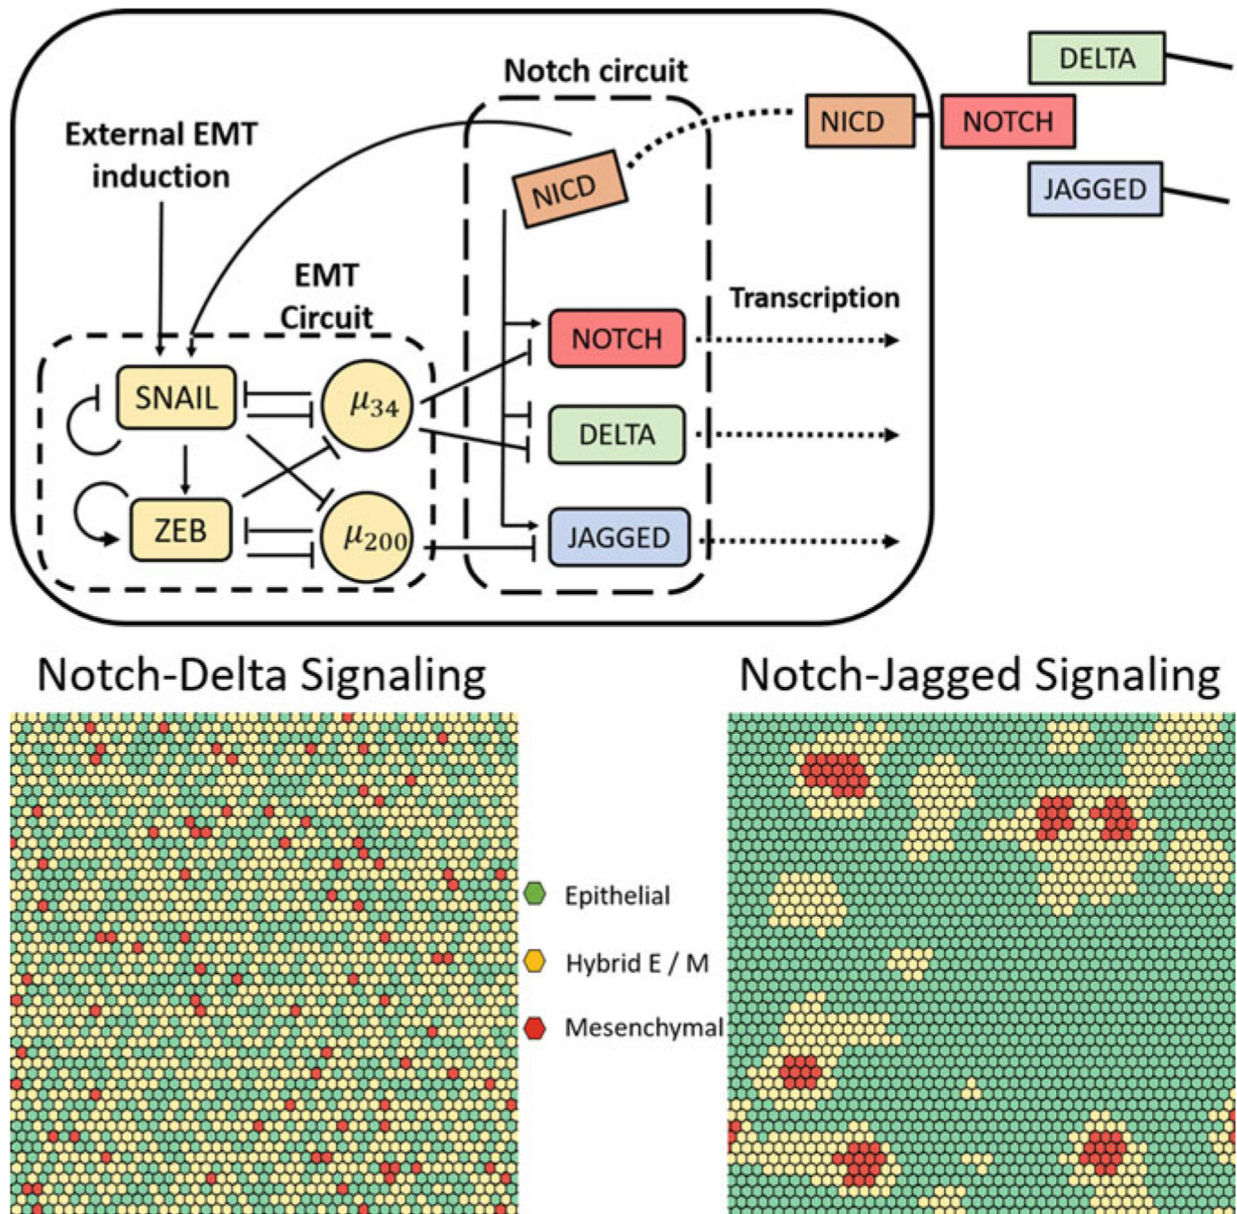 Notch circuit
DELTA
NICD
NOTCH
External EMT
induction
JAGGED
NICD
EMT
Circuit
Transcription
NOTCH
SNAIL
μ34
DELTA
ZEB
μ200
JAGGED
Notch-Delta Signaling
Notch-Jagged Signaling
Epithelial
Hybrid E / M
Mesenchymal